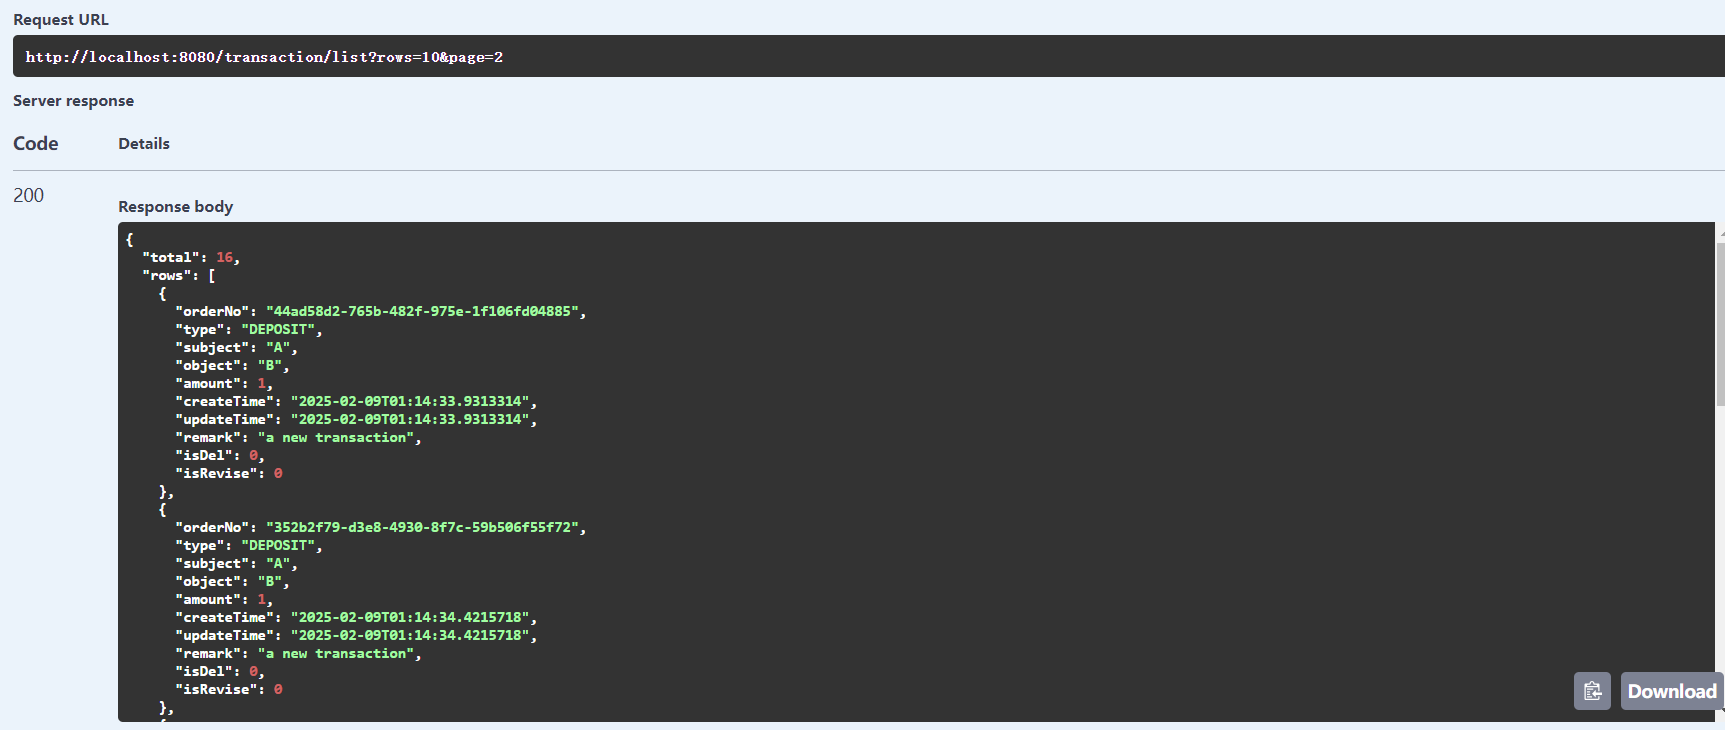 Request URL
http://localhost:8080/transaction/list?rows=10&page=2
Server response
Code Details
200
Response body
{
"total": 16,
"rows": [
{
"orderNo": "44ad58d2-765b-482f-975e-1f106fd04885",
"type": "DEPOSIT",
"subject": "A",
"object": "B",
"amount": 1,
"createTime": "2025-02-09T01:14:33.9313314",
"updateTime": "2025-02-09T01:14:33.9313314",
"remark": "a new transaction",
"isDel": 0,
"isRevise": 0
},
{
"orderNo": "352b2f79-d3e8-4930-8f7c-59b506f55f72",
"type": "DEPOSIT",
"subject": "A",
"object": "B",
"amount": 1,
"createTime": "2025-02-09T01:14:34.4215718",
"updateTime": "2025-02-09T01:14:34.4215718",
"remark": "a new transaction",
"isDel": 0,
"isRevise": 0
},
Download